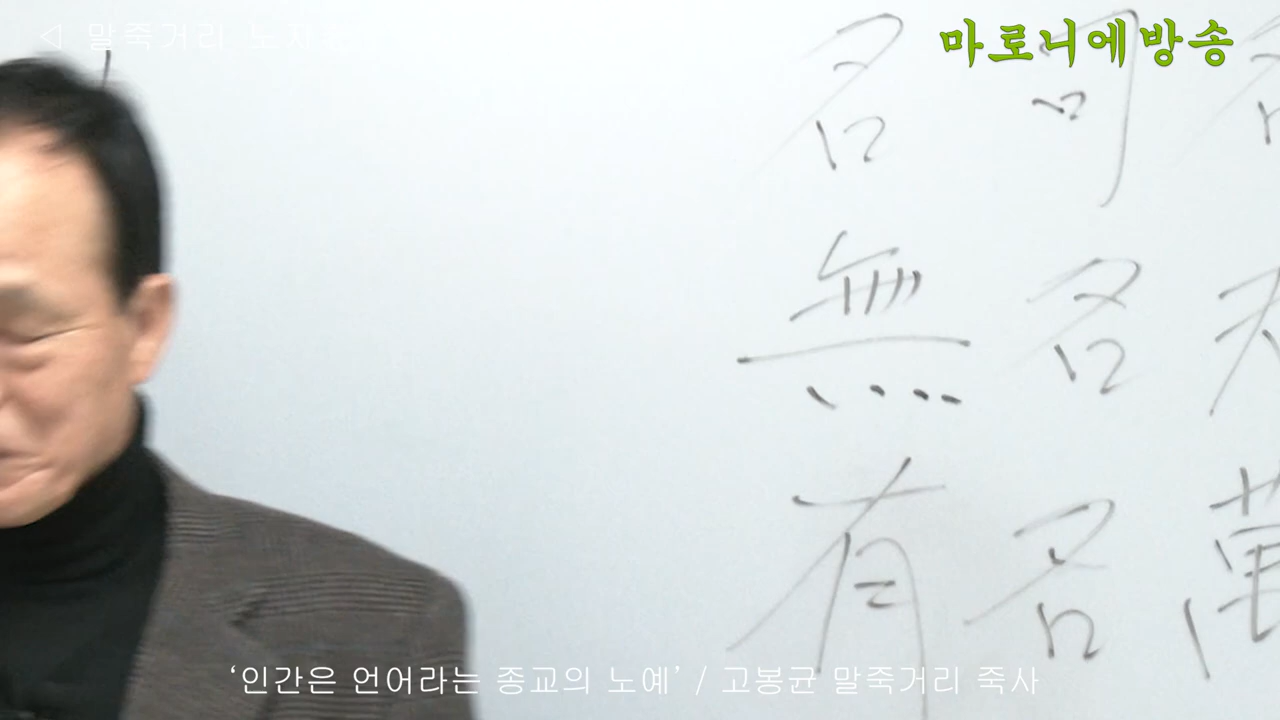 ◁ 말죽거리 노자
마로니에방송
名可名
無名天
有名萬
‘인간은 언어라는 종교의 노예’ / 고봉균 말죽거리 죽사